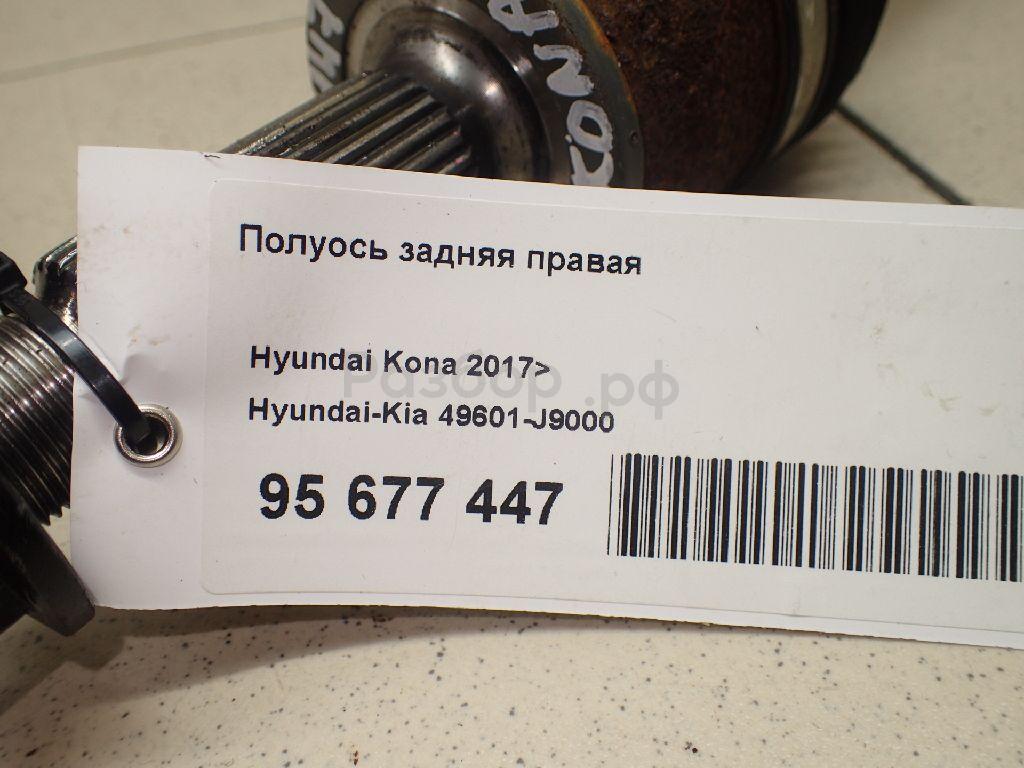 KONA
Полуось задняя правая
Hyundai Kona 2017>
Разбор.рф
Hyundai-Kia 49601-J9000
95 677 447